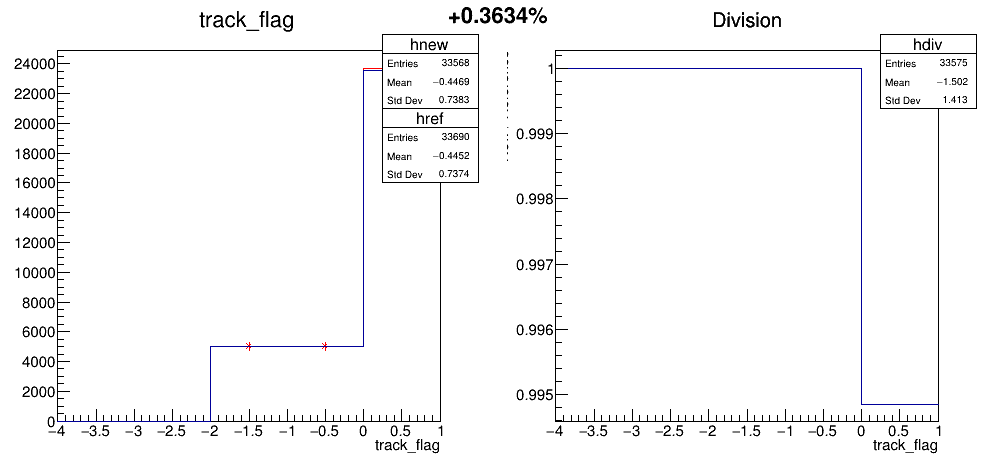 track_flag
+0.3634%
Division
hnew
Entries 33568
Mean −0.4469
Std Dev 0.7383
href
Entries 33690
Mean −0.4452
Std Dev 0.7374
24000
22000
20000
18000
16000
14000
12000
10000
8000
6000
4000
2000
0
−4 −3.5 −3 −2.5 −2 −1.5 −1 −0.5 0 0.5 1
track_flag
hdiv
Entries 33575
Mean −1.502
Std Dev 1.413
1
0.999
0.998
0.997
0.996
0.995
−4 −3.5 −3 −2.5 −2 −1.5 −1 −0.5 0 0.5 1
track_flag